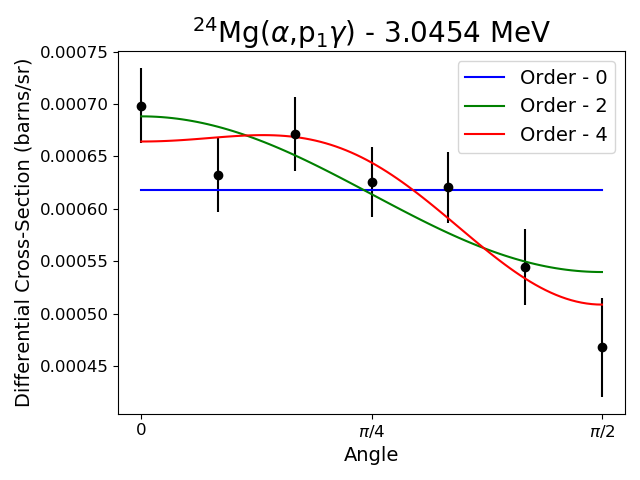 ²⁴Mg(α,p₁γ) - 3.0454 MeV
Differential Cross-Section (barns/sr)
0.00075
0.00070
0.00065
0.00060
0.00055
0.00050
0.00045
Order - 0
Order - 2
Order - 4
0
π/4
π/2
Angle